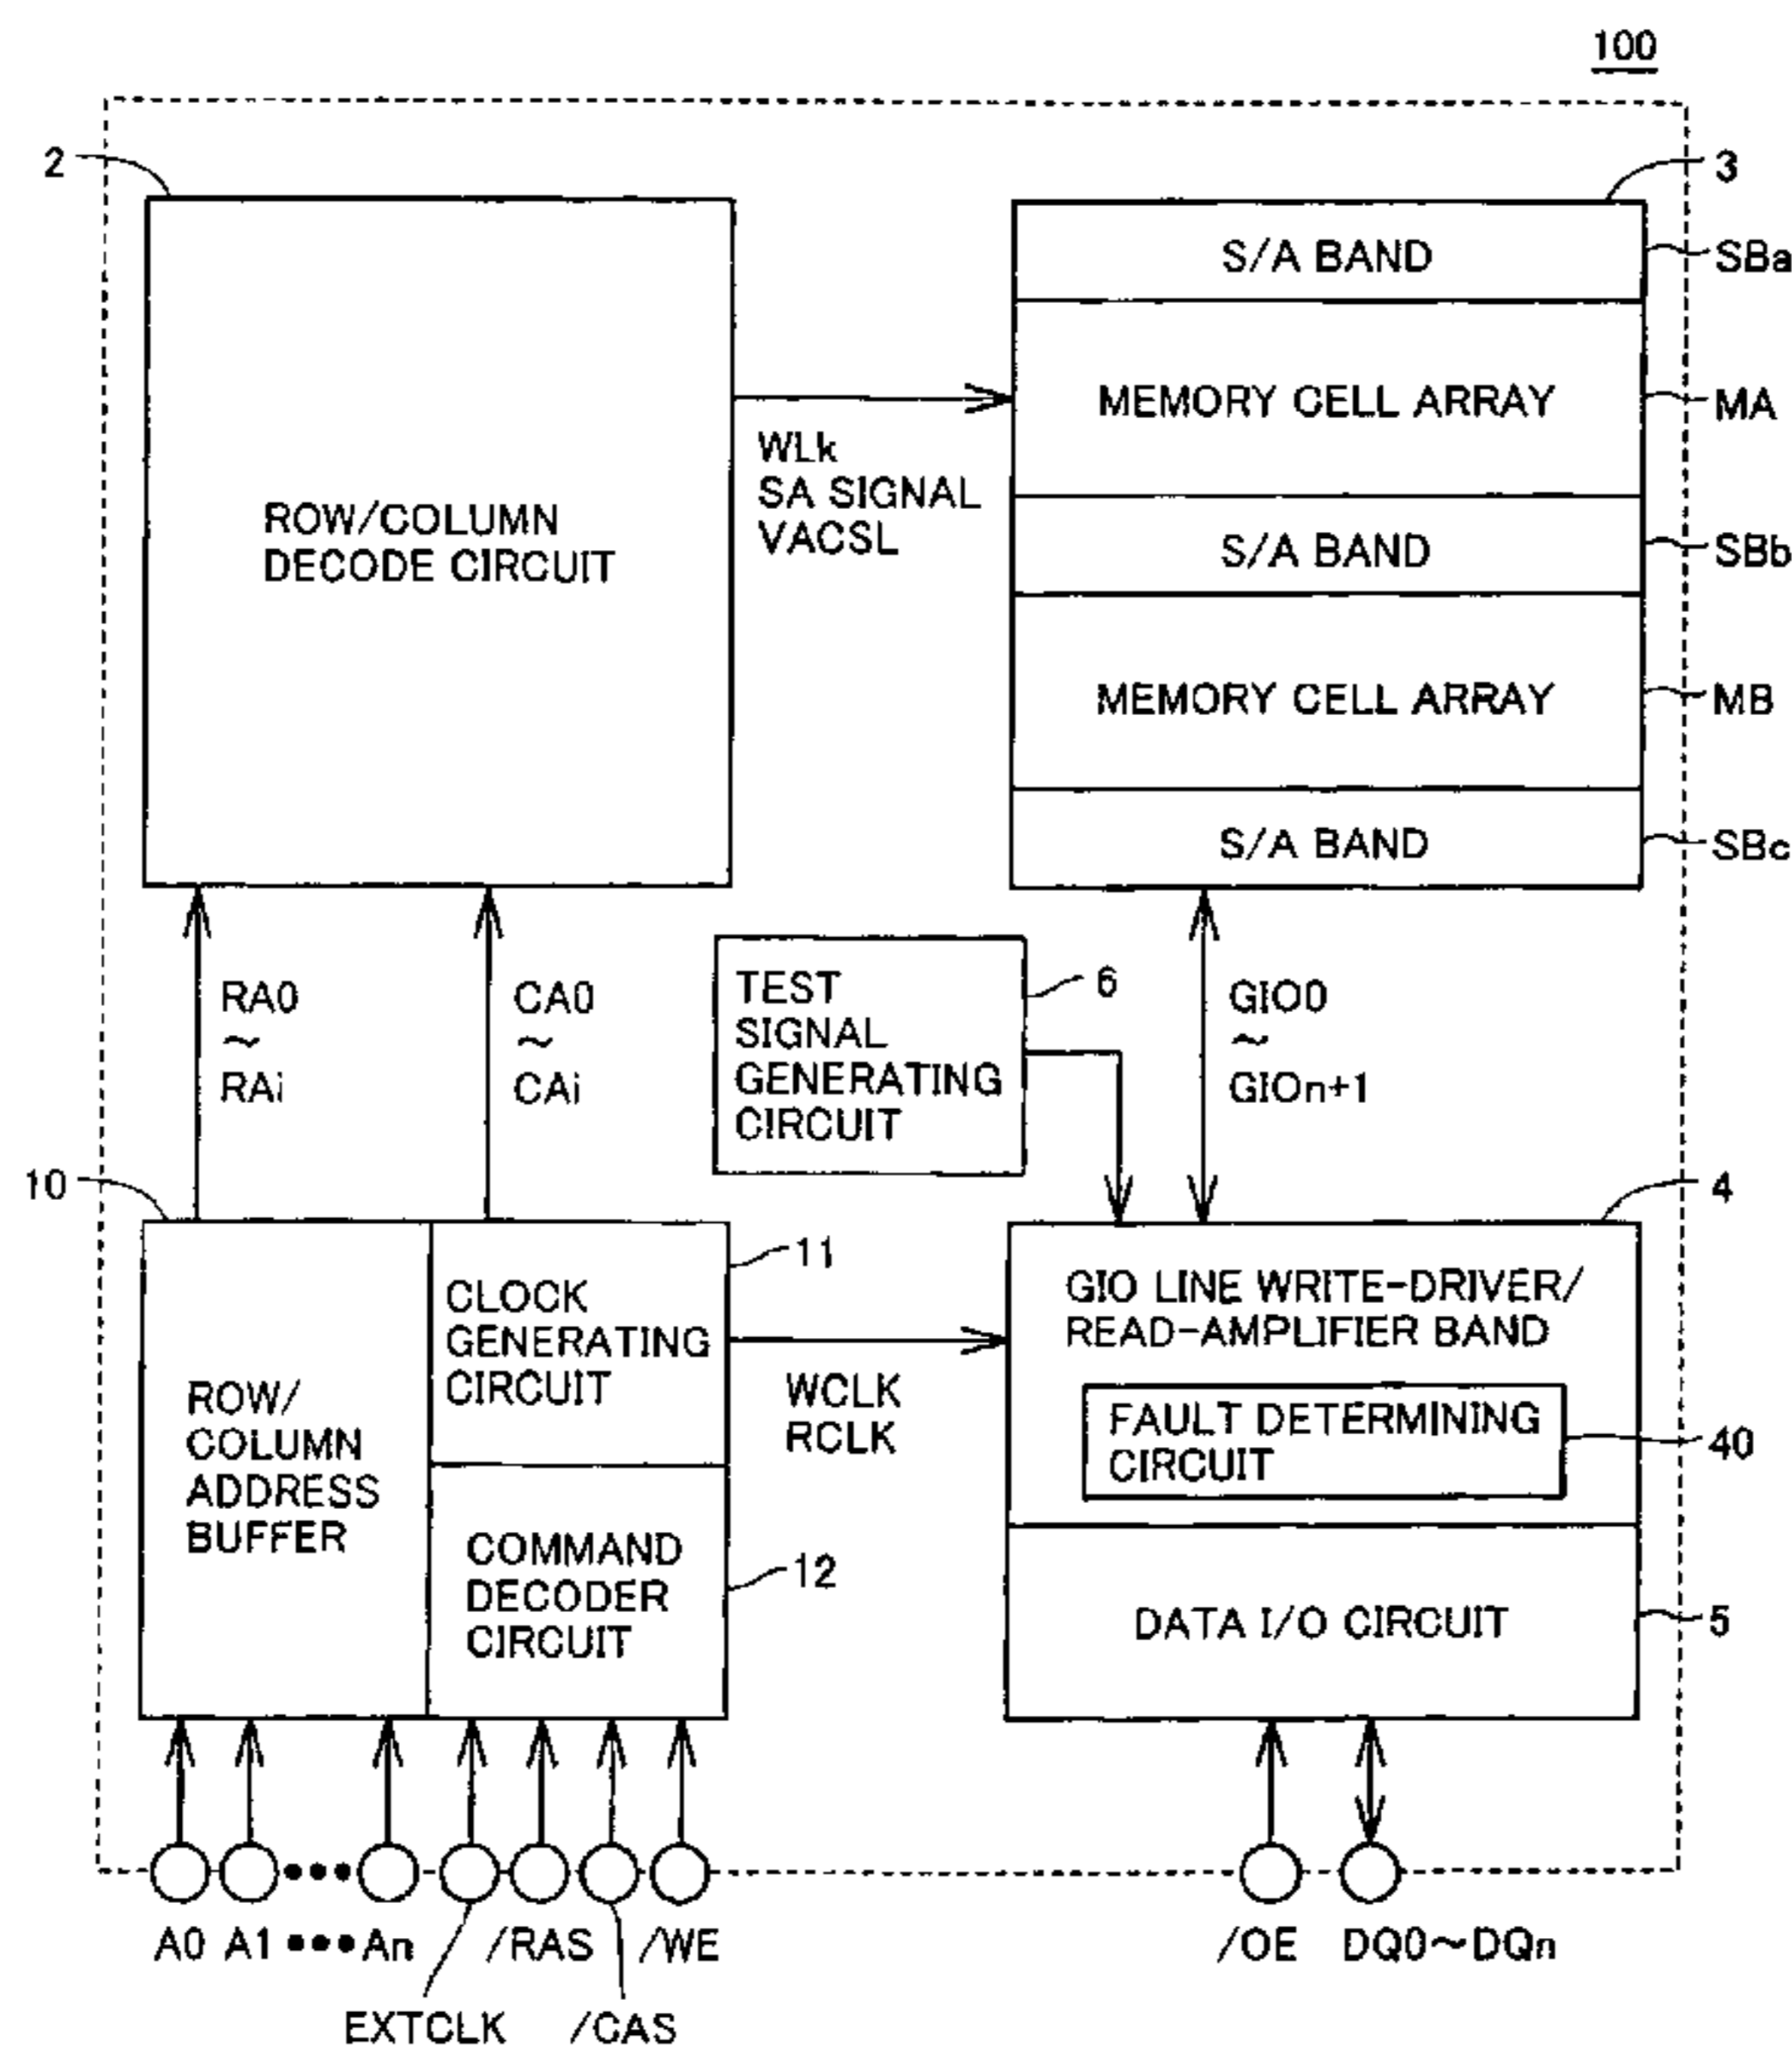 100
2
3
S/A BAND
SBa
MEMORY CELL ARRAY
MA
WLk
SA SIGNAL
VACSL
ROW/COLUMN
DECODE CIRCUIT
S/A BAND
SBb
MEMORY CELL ARRAY
MB
S/A BAND
SBc
RA0
~
RAi
CA0
~
CAi
TEST
SIGNAL
GENERATING
CIRCUIT
6
GIO0
~
GIOn+1
10
4
11
CLOCK
GENERATING
CIRCUIT
GIO LINE WRITE-DRIVER/
READ-AMPLIFIER BAND
WCLK
RCLK
ROW/
COLUMN
ADDRESS
BUFFER
FAULT DETERMINING
CIRCUIT
40
COMMAND
DECODER
CIRCUIT
12
DATA I/O CIRCUIT
5
A0 A1 ••• An /RAS /WE /OE DQ0~DQn
EXTCLK /CAS